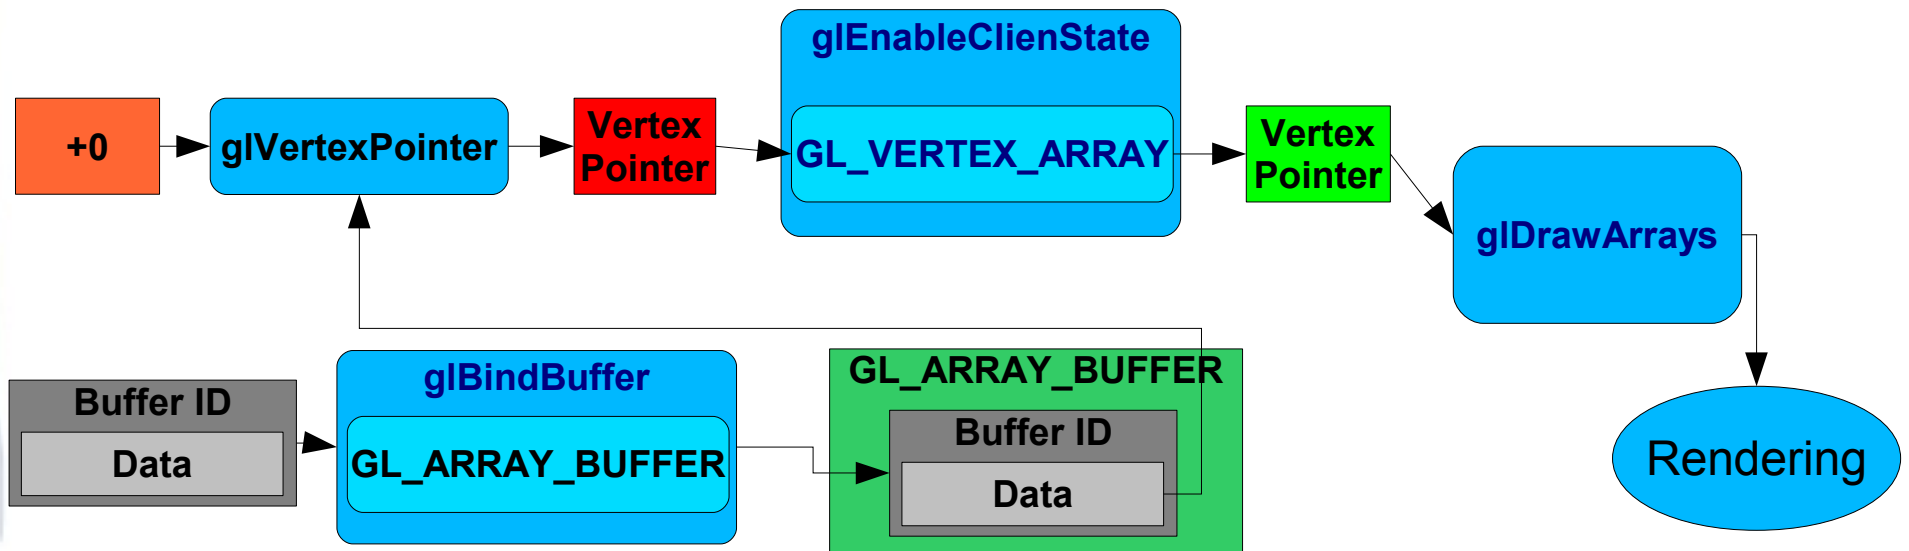 glEnableClienState
+0
glVertexPointer
Vertex
Pointer
GL_VERTEX_ARRAY
Vertex
Pointer
glDrawArrays
Buffer ID
Data
glBindBuffer
GL_ARRAY_BUFFER
GL_ARRAY_BUFFER
Buffer ID
Data
Rendering